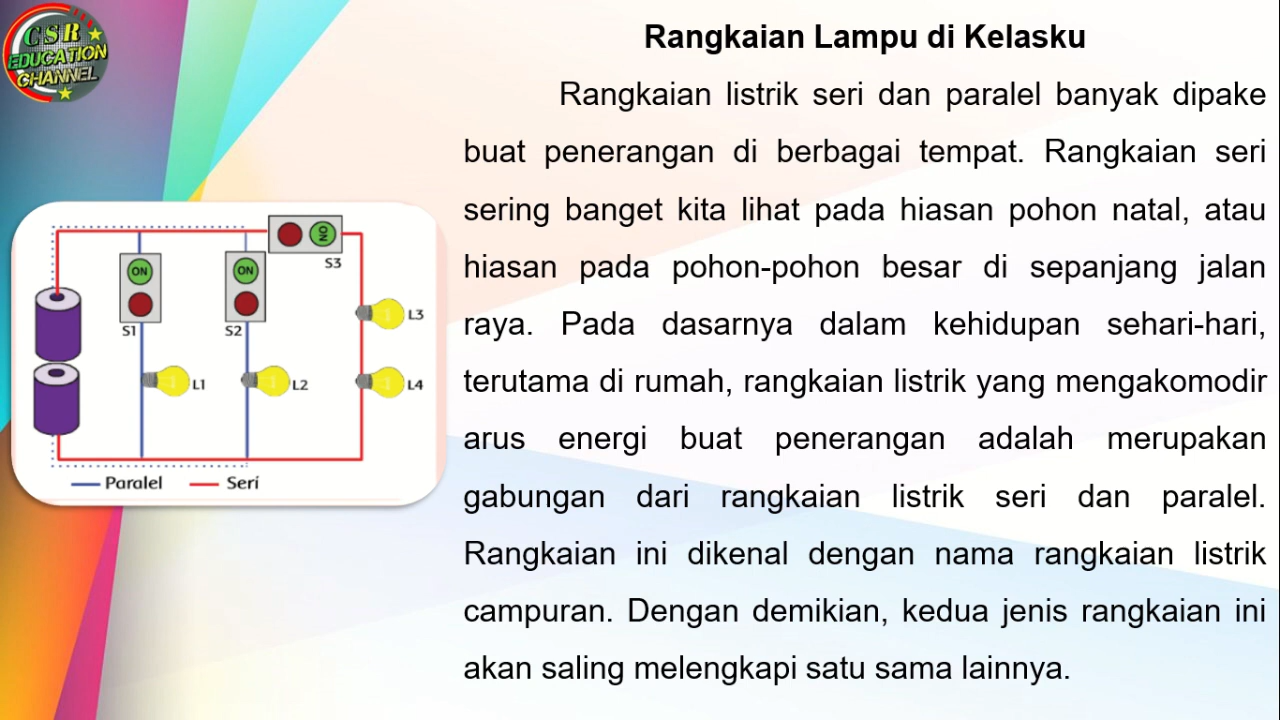 CSR
EDUCATION
CHANNEL
Rangkaian Lampu di Kelasku
Rangkaian listrik seri dan paralel banyak dipake
buat penerangan di berbagai tempat. Rangkaian seri
sering banget kita lihat pada hiasan pohon natal, atau
hiasan pada pohon-pohon besar di sepanjang jalan
raya. Pada dasarnya dalam kehidupan sehari-hari,
terutama di rumah, rangkaian listrik yang mengakomodir
arus energi buat penerangan adalah merupakan
gabungan dari rangkaian listrik seri dan paralel.
Rangkaian ini dikenal dengan nama rangkaian listrik
campuran. Dengan demikian, kedua jenis rangkaian ini
akan saling melengkapi satu sama lainnya.
ON
S3
ON
S1
ON
S2
L3
L1
L2
L4
Paralel
Seri